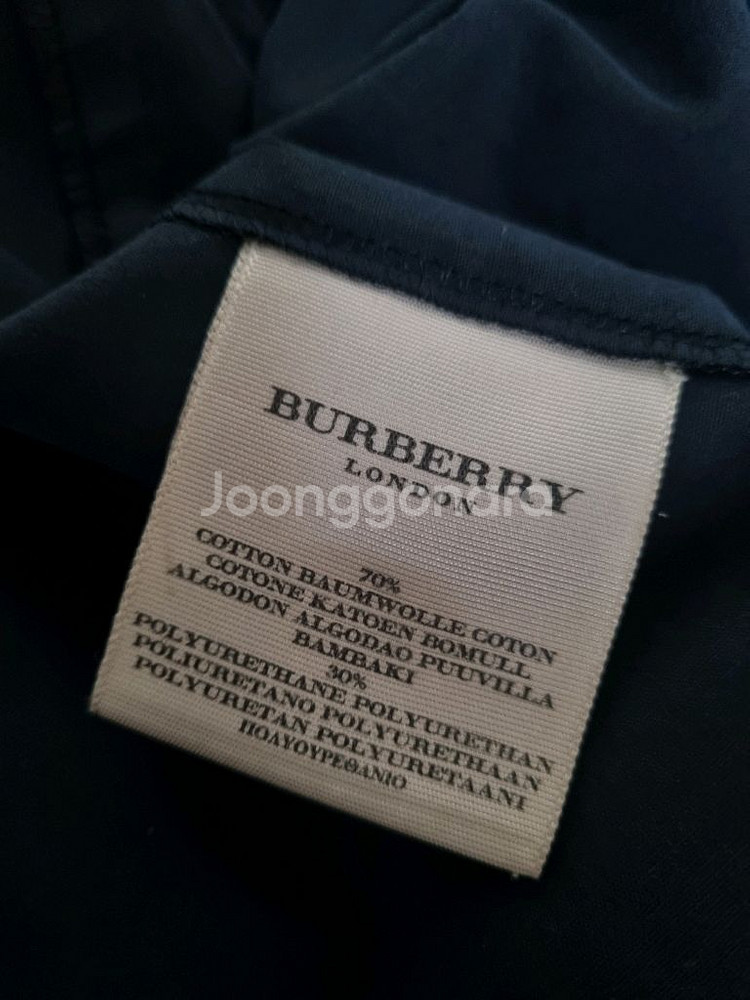 BURBERRY
LONDON
Joonggonara
70%
COTTON BAUMWOLLE COTON
COTONE KATOEN BOMULL
ALGODON ALGODAO PUUVILLA
BAMBAKI
30%
POLYURETHANE POLYURETHAN
POLIURETANO POLYURETHAAN
POLYURETAN POLYURETAANI
ΠΟΛΥΟΥΡΕΘΑΝΙΟ